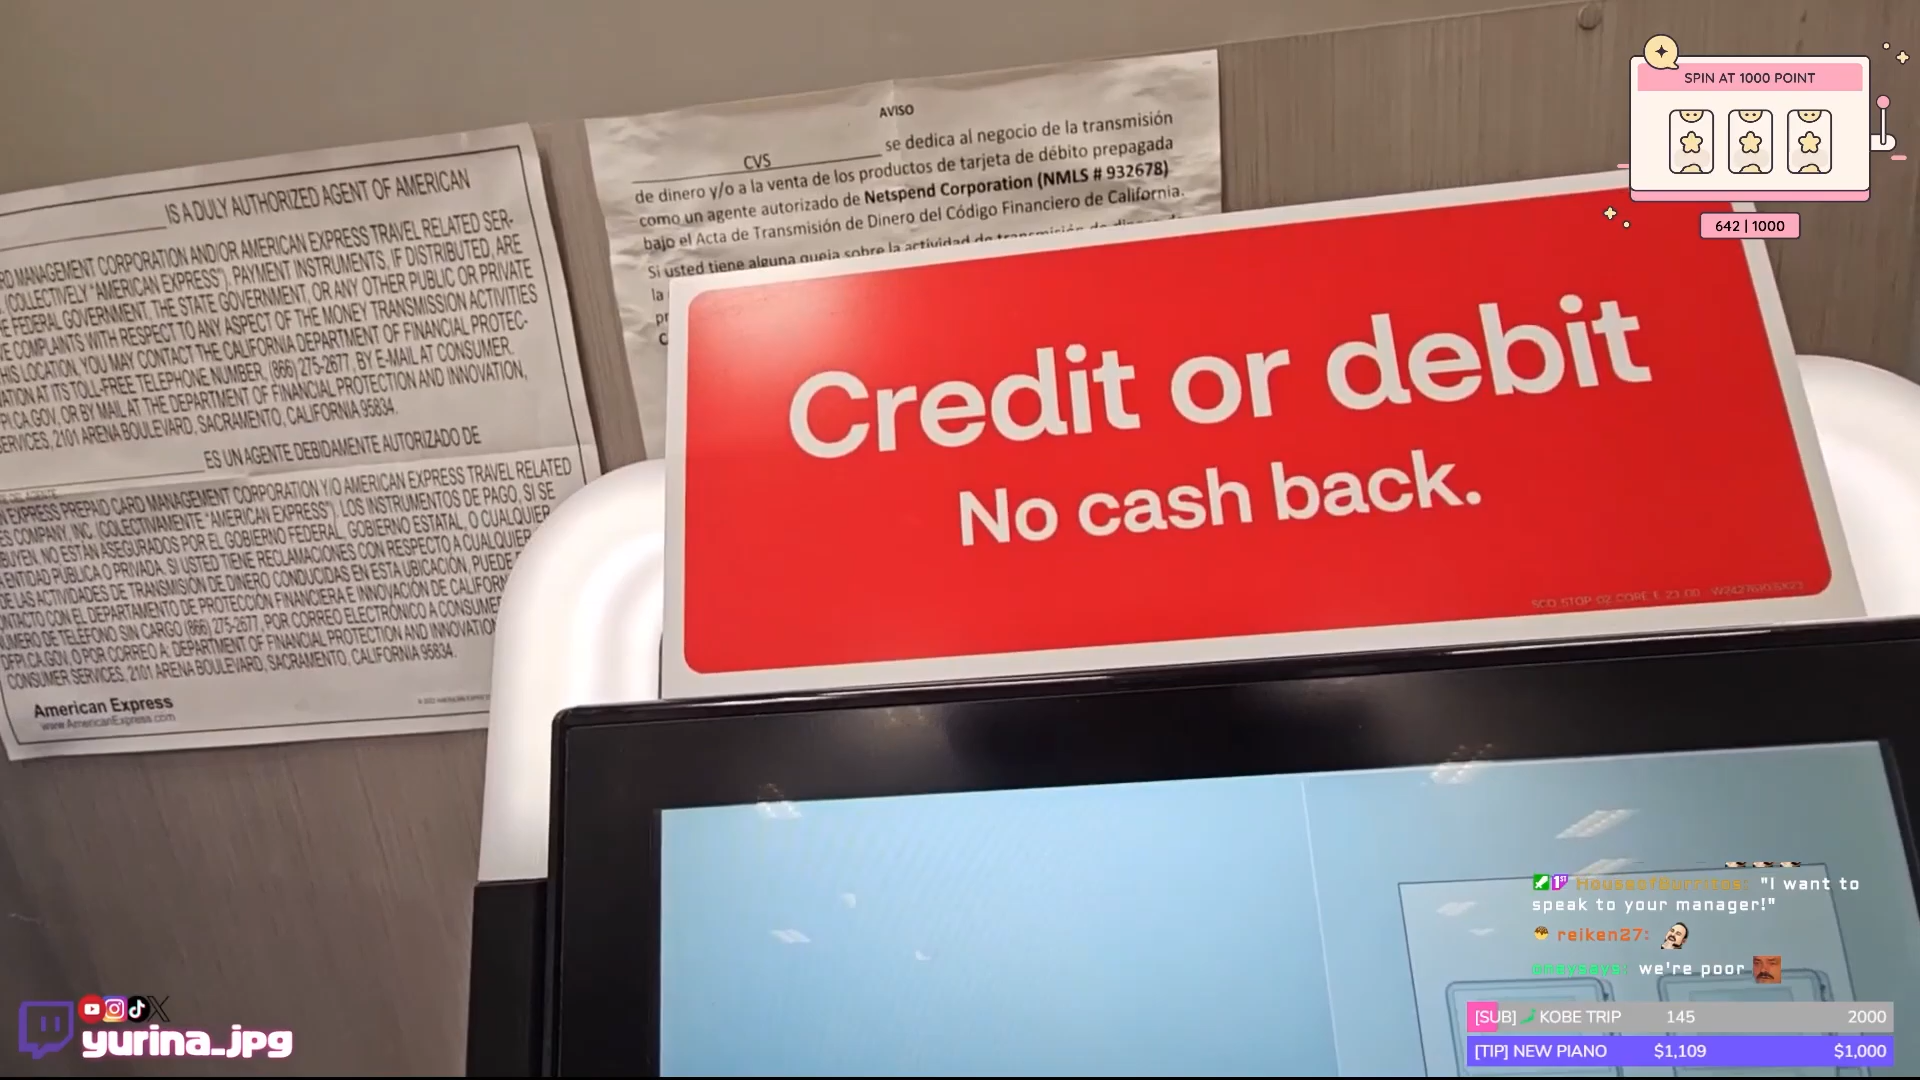 IS A DULY AUTHORIZED AGENT OF AMERICAN
MANAGEMENT CORPORATION AND/OR AMERICAN EXPRESS TRAVEL RELATED SER-
(COLLECTIVELY "AMERICAN EXPRESS"). PAYMENT INSTRUMENTS, IF DISTRIBUTED, ARE
FEDERAL GOVERNMENT, THE STATE GOVERNMENT, OR ANY OTHER PUBLIC OR PRIVATE
COMPLAINTS WITH RESPECT TO ANY ASPECT OF THE MONEY TRANSMISSION ACTIVITIES
THIS LOCATION, YOU MAY CONTACT THE CALIFORNIA DEPARTMENT OF FINANCIAL PROTEC-
AT ITS TOLL-FREE TELEPHONE NUMBER, (866) 275-2677, BY E-MAIL AT CONSUMER.
OR BY MAIL AT THE DEPARTMENT OF FINANCIAL PROTECTION AND INNOVATION,
SERVICES, 2101 ARENA BOULEVARD, SACRAMENTO, CALIFORNIA 95834.
ES UN AGENTE DEBIDAMENTE AUTORIZADO DE
EXPRESS PREPAID CARD MANAGEMENT CORPORATION Y/O AMERICAN EXPRESS TRAVEL RELATED
COMPANY, INC. (COLECTIVAMENTE "AMERICAN EXPRESS"). LOS INSTRUMENTOS DE PAGO, SI SE
NO ESTÁN ASEGURADOS POR EL GOBIERNO FEDERAL, GOBIERNO ESTATAL, O CUALQUIER
ENTIDAD PÚBLICA O PRIVADA. SI USTED TIENE RECLAMACIONES CON RESPECTO A CUALQUIER
DE LAS ACTIVIDADES DE TRANSMISIÓN DE DINERO CONDUCIDAS EN ESTA UBICACIÓN, PUEDE
CON EL DEPARTAMENTO DE PROTECCIÓN FINANCIERA E INNOVACIÓN DE
DE TELÉFONO SIN CARGO (866) 275-2677, POR CORREO ELECTRÓNICO A
O POR CORREO A: DEPARTMENT OF FINANCIAL PROTECTION AND
CONSUMER SERVICES, 2101 ARENA BOULEVARD, SACRAMENTO, CALIFORNIA 95834.
American Express
www.AmericanExpress.com
AVISO
CVS se dedica al negocio de la transmisión
de dinero y/o a la venta de los productos de tarjeta de débito prepagada
como un agente autorizado de Netspend Corporation (NMLS # 932678)
bajo el Acta de Transmisión de Dinero del Código Financiero de California.
Si usted tiene alguna queja sobre la actividad de transmisión de
la
Credit or debit
No cash back.
SPIN AT 1000 POINT
642 | 1000
HouseofBurritos: "I want to
speak to your manager!"
reiken27:
we're poor
[SUB] KOBE TRIP 145 2000
[TIP] NEW PIANO $1,109 $1,000
yurina_jpg